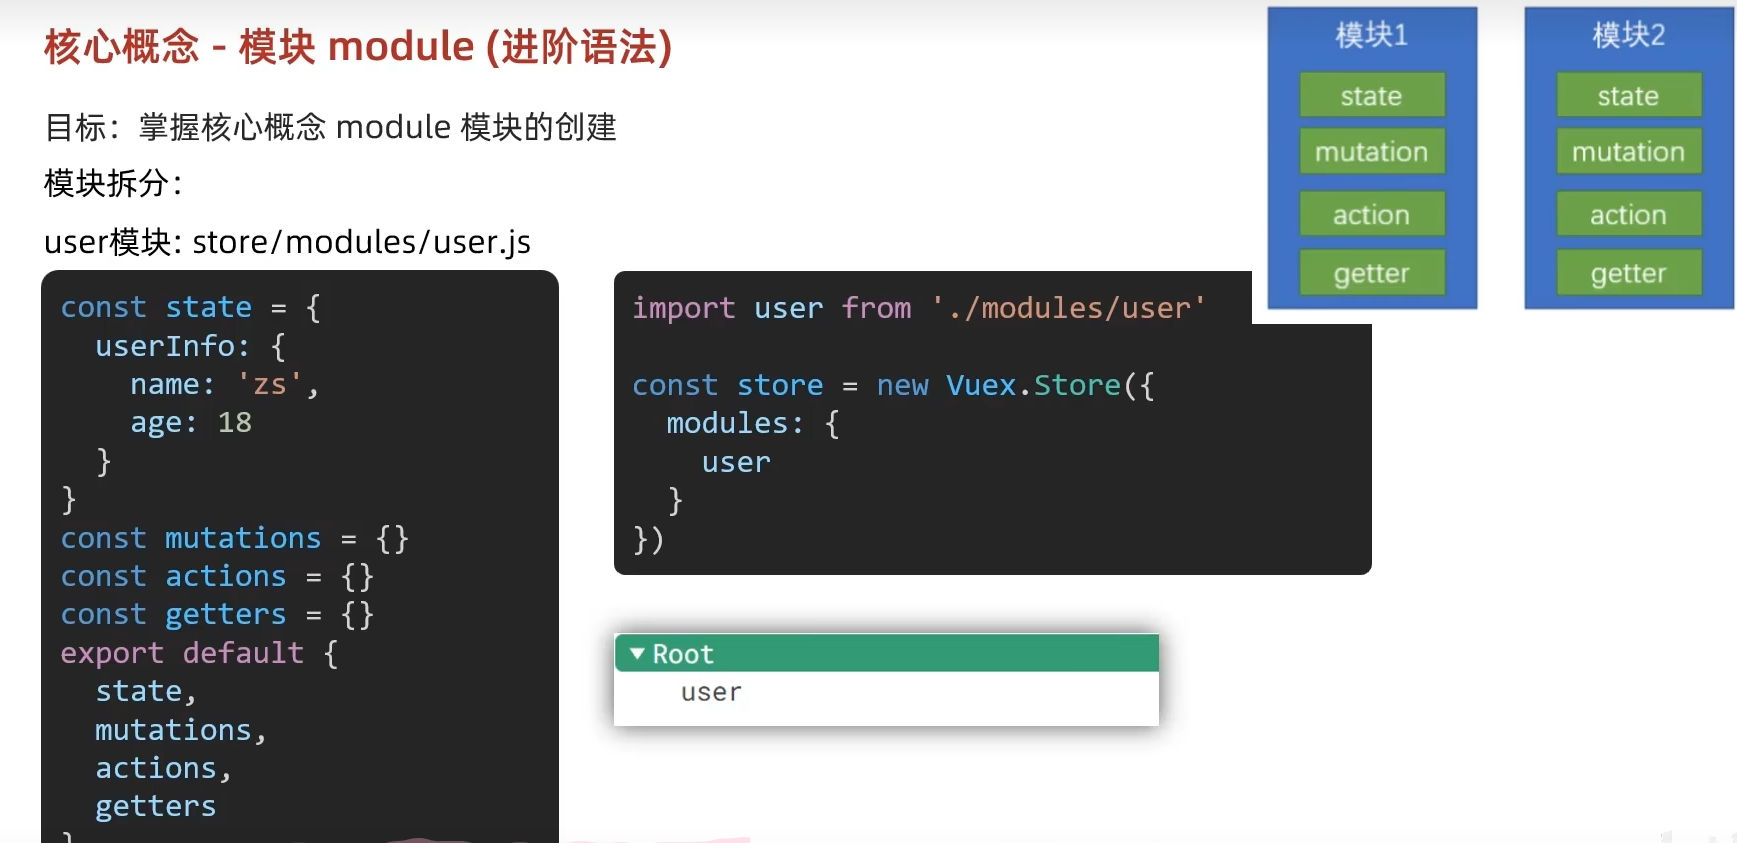 核心概念 - 模块 module (进阶语法)
目标：掌握核心概念 module 模块的创建
模块拆分：
user模块: store/modules/user.js
const state = {
  userInfo: {
    name: 'zs',
    age: 18
  }
}
const mutations = {}
const actions = {}
const getters = {}
export default {
  state,
  mutations,
  actions,
  getters
}
import user from './modules/user'
const store = new Vuex.Store({
  modules: {
    user
  }
})
Root
user
模块1
state
mutation
action
getter
模块2
state
mutation
action
getter